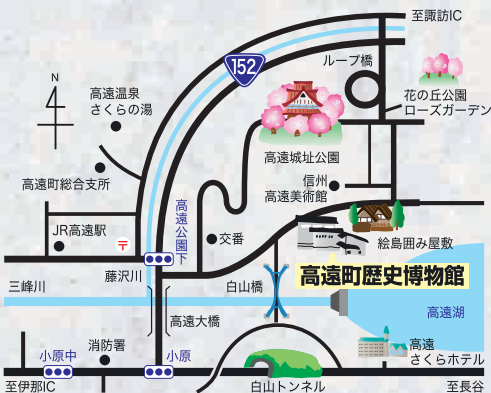 至諏訪IC
152
ループ橋
N
高遠温泉
さくらの湯
花の丘公園
ローズガーデン
高遠城址公園
高遠町総合支所
信州
高遠美術館
高遠公園下
JR高遠駅
〒
交番
絵島囲み屋敷
藤沢川
高遠町歴史博物館
三峰川
白山橋
高遠湖
高遠大橋
消防署
小原中
小原
高遠
さくらホテル
至伊那IC
白山トンネル
至長谷